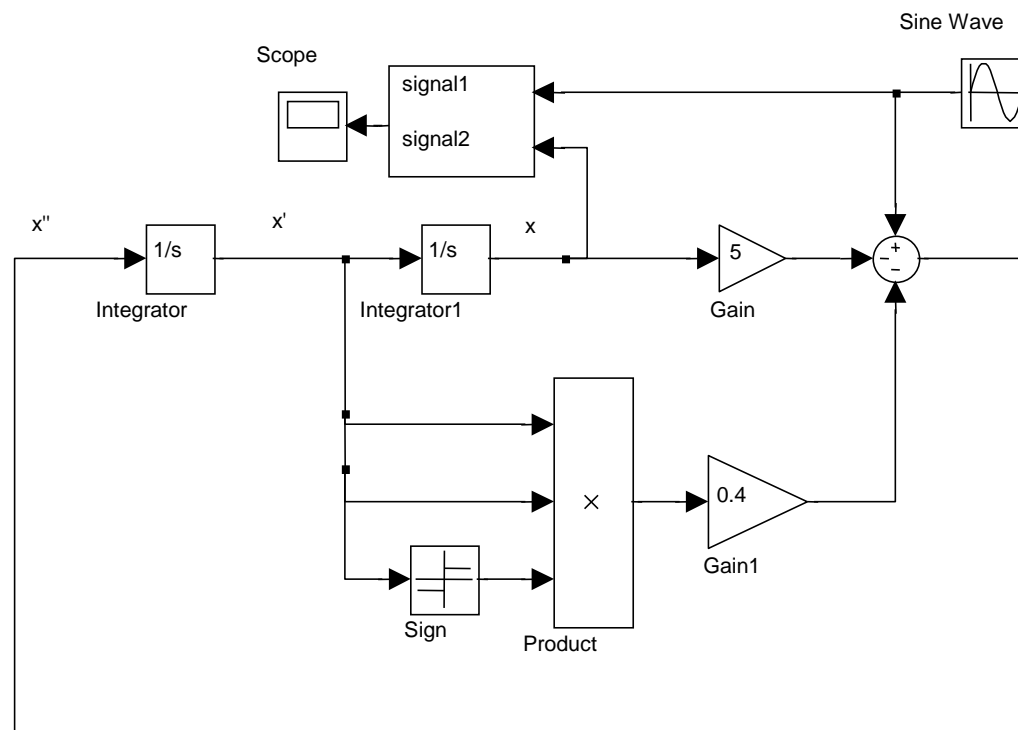 Sine Wave
Scope
signal1
signal2
x"
x'
x
1/s
1/s
5
+
−
−
Integrator
Integrator1
Gain
×
0.4
Gain1
Sign
Product